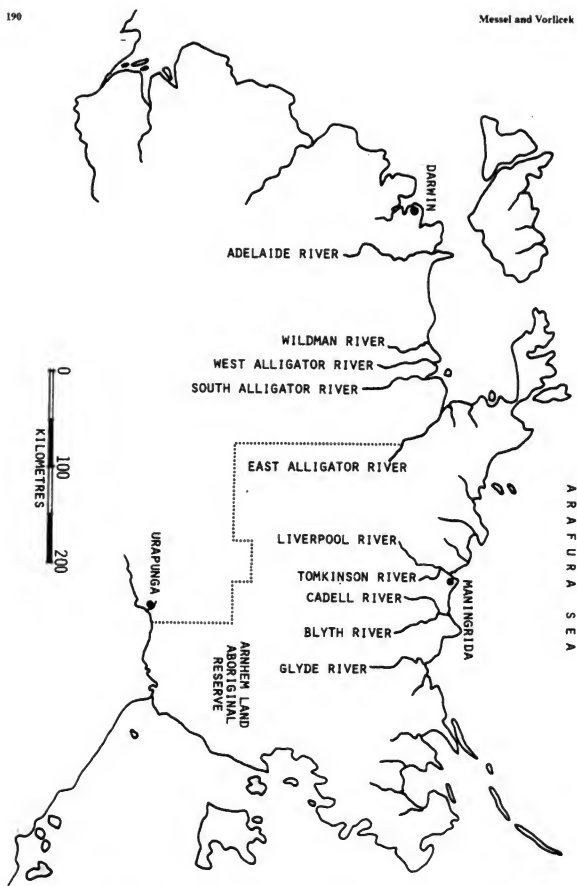 190
Messel and Vorlicek
ARAFURA SEA
DARWIN
ADELAIDE RIVER
WILDMAN RIVER
WEST ALLIGATOR RIVER
SOUTH ALLIGATOR RIVER
EAST ALLIGATOR RIVER
LIVERPOOL RIVER
TOMKINSON RIVER
MANINGRIDA
CADELL RIVER
BLYTH RIVER
GLYDE RIVER
ARNHEM LAND
ABORIGINAL
RESERVE
URAPUNGA
0
100
200
KILOMETRES